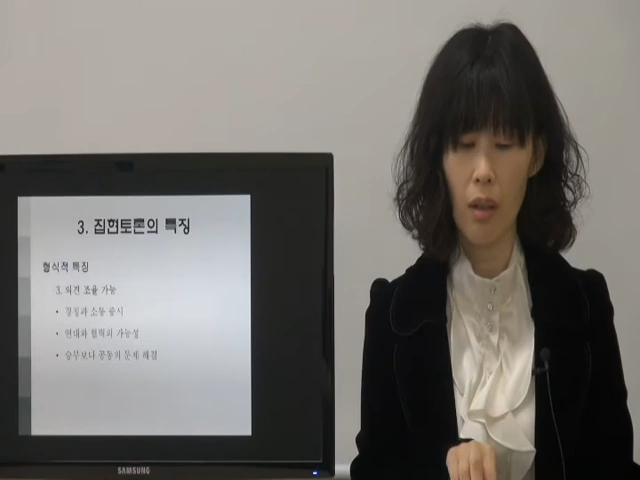 3. 집현토론의 특징
형식적 특징
3. 의견 조율 가능
• 경청과 소통 중시
• 연대와 협력의 가능성
• 승부보다 공동의 문제 해결
SAMSUNG